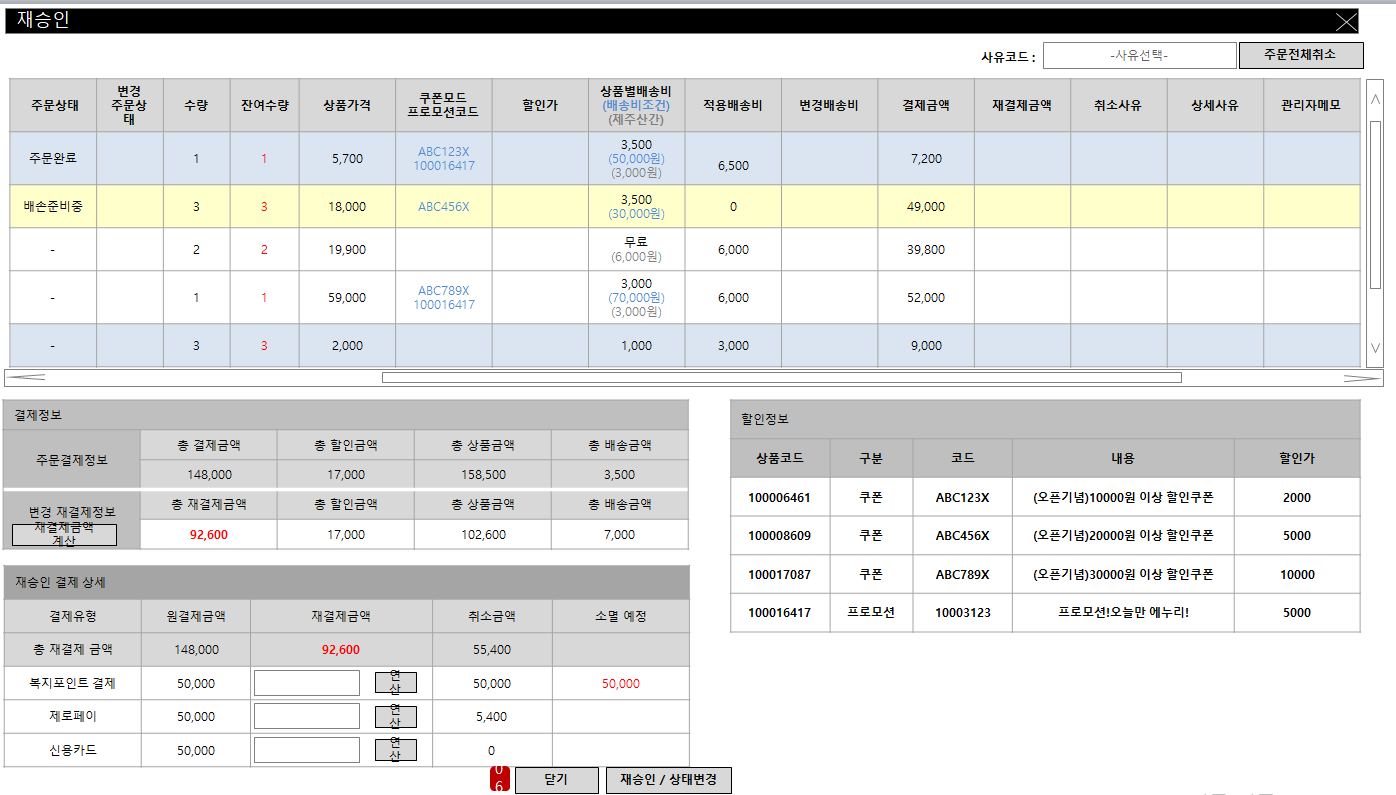 재승인
사유코드 : -사유선택- 주문전체취소
주문상태 변경 주문상태 수량 잔여수량 상품가격 쿠폰모드 프로모션코드 할인가 상품별배송비 (배송비조건) (제주산간) 적용배송비 변경배송비 결제금액 재결제금액 취소사유 상세사유 관리자메모
주문완료 1 1 5,700 ABC123X 100016417 3,500 (50,000원) (3,000원) 6,500 7,200
배손준비중 3 3 18,000 ABC456X 3,500 (30,000원) 0 49,000
- 2 2 19,900 무료 (6,000원) 6,000 39,800
- 1 1 59,000 ABC789X 100016417 3,000 (70,000원) (3,000원) 6,000 52,000
- 3 3 2,000 1,000 3,000 9,000
결제정보
주문결제정보 총 결제금액 총 할인금액 총 상품금액 총 배송금액
148,000 17,000 158,500 3,500
변경 재결제정보 총 재결제금액 총 할인금액 총 상품금액 총 배송금액
재결제금액 계산 92,600 17,000 102,600 7,000
할인정보
상품코드 구분 코드 내용 할인가
100006461 쿠폰 ABC123X (오픈기념)10000원 이상 할인쿠폰 2000
100008609 쿠폰 ABC456X (오픈기념)20000원 이상 할인쿠폰 5000
100017087 쿠폰 ABC789X (오픈기념)30000원 이상 할인쿠폰 10000
100016417 프로모션 10003123 프로모션!오늘만 에누리! 5000
재승인 결제 상세
결제유형 원결제금액 재결제금액 취소금액 소멸 예정
총 재결제 금액 148,000 92,600 55,400
복지포인트 결제 50,000 연산 50,000 50,000
제로페이 50,000 연산 5,400
신용카드 50,000 연산 0
06 닫기 재승인 / 상태변경